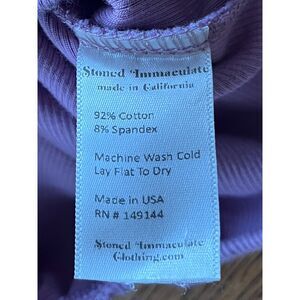 Stoned Immaculate
made in California
92% Cotton
8% Spandex
Machine Wash Cold
Lay Flat To Dry
Made in USA
RN # 149144
Stoned Immaculate
Clothing.com